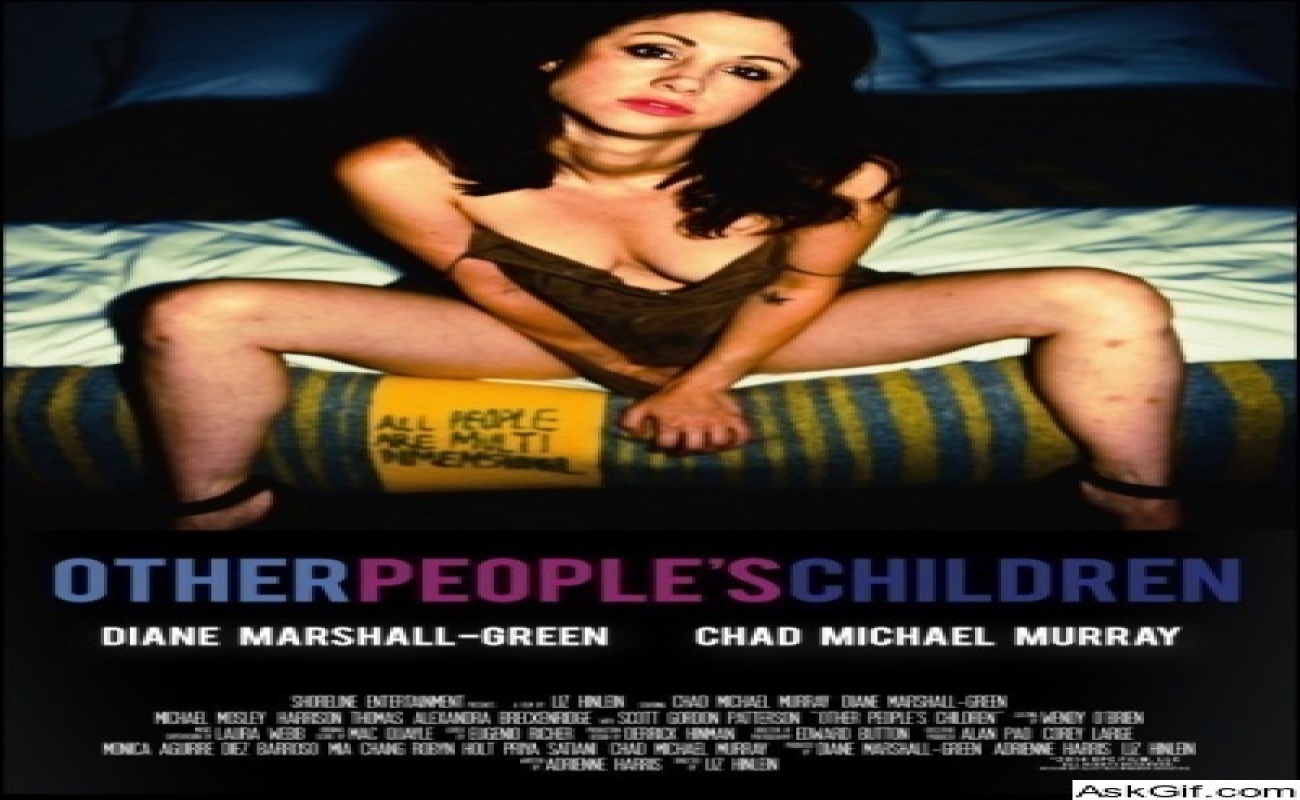 ALL PEOPLE
ARE MULTI
OTHERPEOPLE'SCHILDREN
DIANE MARSHALL-GREEN CHAD MICHAEL MURRAY
SHORELINE ENTERTAINMENT LIZ HINLEIN CHAD MICHAEL MURRAY DIANE MARSHALL-GREEN
MICHAEL MOSLEY HARRISON THOMAS ALEXANDRA BRECKENRIDGE SCOTT GORDON PATTERSON "OTHER PEOPLE'S CHILDREN" WENDY O'BRIEN
LAURA WEBB MAC QUAYLE EUGENIO RICHER DERRICK HINMAN EDWARD BUTTON ALAN PAO COREY LARGE
MONICA AGUIRRE DIEZ BARROSO MIA CHANG ROBYN HOLT PRIYA SATIANI CHAD MICHAEL MURRAY DIANE MARSHALL-GREEN ADRIENNE HARRIS LIZ HINLEIN
ADRIENNE HARRIS LIZ HINLEIN
AskGif.com